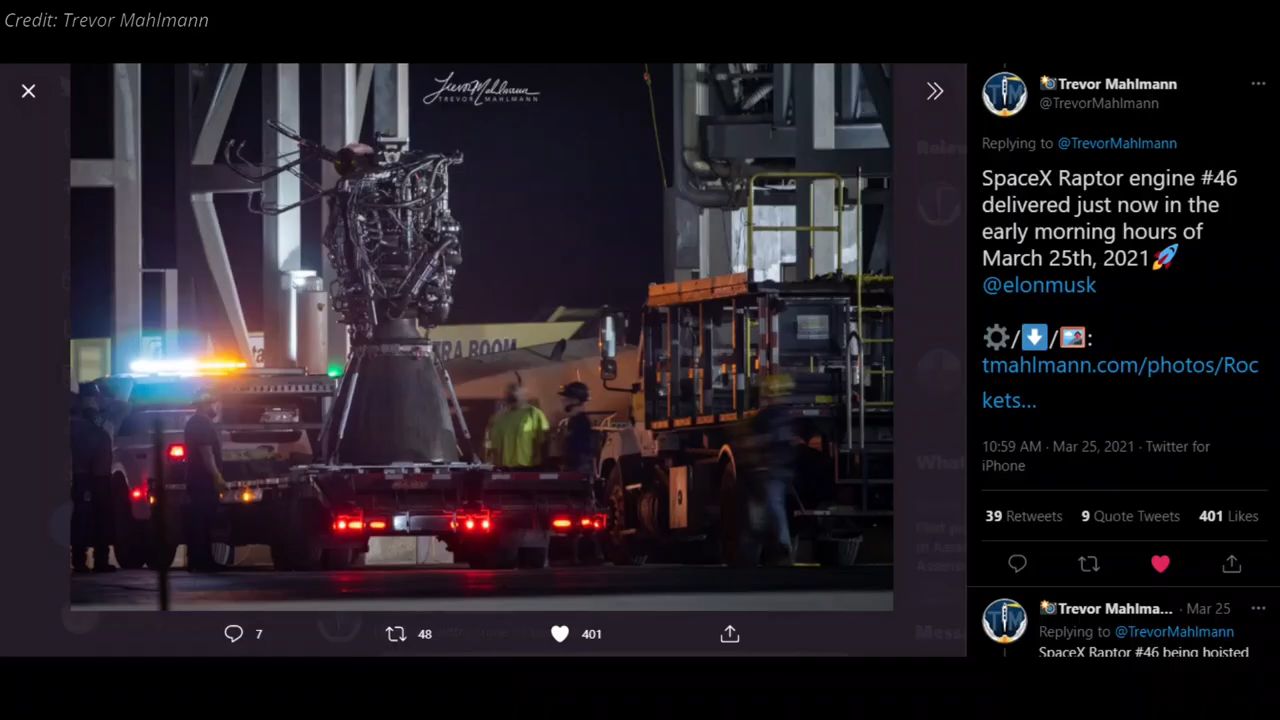 Credit: Trevor Mahlmann
Trevor Mahlmann
TREVOR MAHLMANN
TRA BOOM
7
48
401
Trevor Mahlmann
@TrevorMahlmann
Replying to @TrevorMahlmann
SpaceX Raptor engine #46
delivered just now in the
early morning hours of
March 25th, 2021🚀
@elonmusk
⚙️/⬇️/🌄:
tmahlmann.com/photos/Roc
kets...
10:59 AM · Mar 25, 2021 · Twitter for
iPhone
39 Retweets 9 Quote Tweets 401 Likes
Trevor Mahlma... · Mar 25
Replying to @TrevorMahlmann
SpaceX Raptor #46 being hoisted